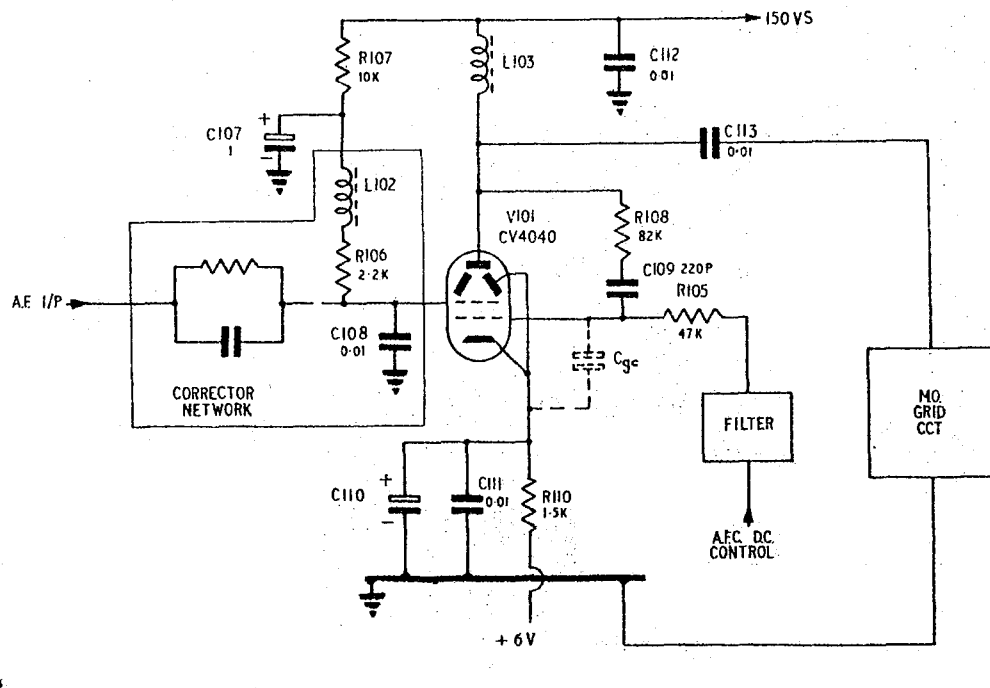 150 VS
R107
10K
L103
C112
0·01
+
C107
1
−
C113
0·01
L102
V101
CV4040
R108
82K
R106
2·2K
C109 220P
R105
47K
A.F. I/P
C108
0·01
Cgc
CORRECTOR
NETWORK
FILTER
M.O.
GRID
CCT
+
C110
−
C111
0·01
R110
1·5K
A.F.C. D.C.
CONTROL
+ 6V